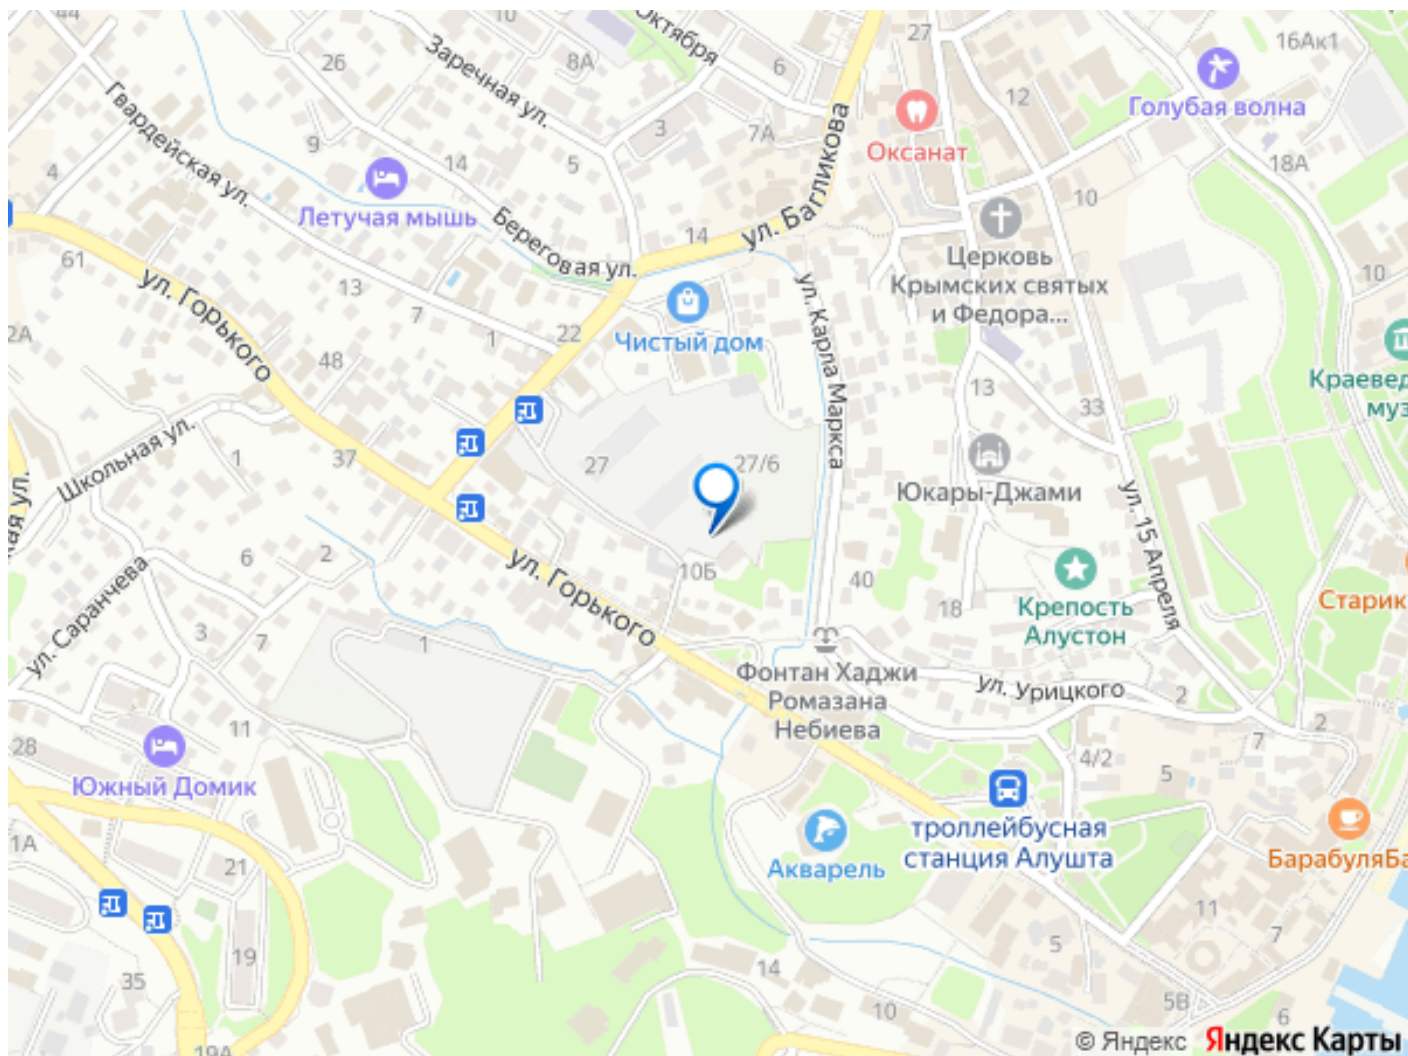 44
10
Октября
27
16Ак1
Заречная ул.
8А
6
26
12
Голубая волна
Гвардейская ул.
3
7А
ул. Багликова
Оксанат
9
14
5
18А
4
Летучая мышь
10
Береговая ул.
14
Церковь
Крымских святых
и Федора...
61
ул. Горького
13
7
1
22
10
2А
48
Чистый дом
ул. Карла Маркса
13
33
Краевед
муз
Школьная ул.
1
37
27
27/6
Юкары-Джами
ул. 15 Апреля
кая ул.
6
2
ул. Горького
10Б
40
18
Крепость
Алустон
Старик
ул. Саранчева
3
7
1
Фонтан Хаджи
Ромазана
Небиева
ул. Урицкого
2
2
11
28
Южный Домик
7
4/2
5
троллейбусная
станция Алушта
1А
21
Акварель
БарабуляБа
11
7
5
19
35
14
10
5В
6
19А
© Яндекс Яндекс Карты